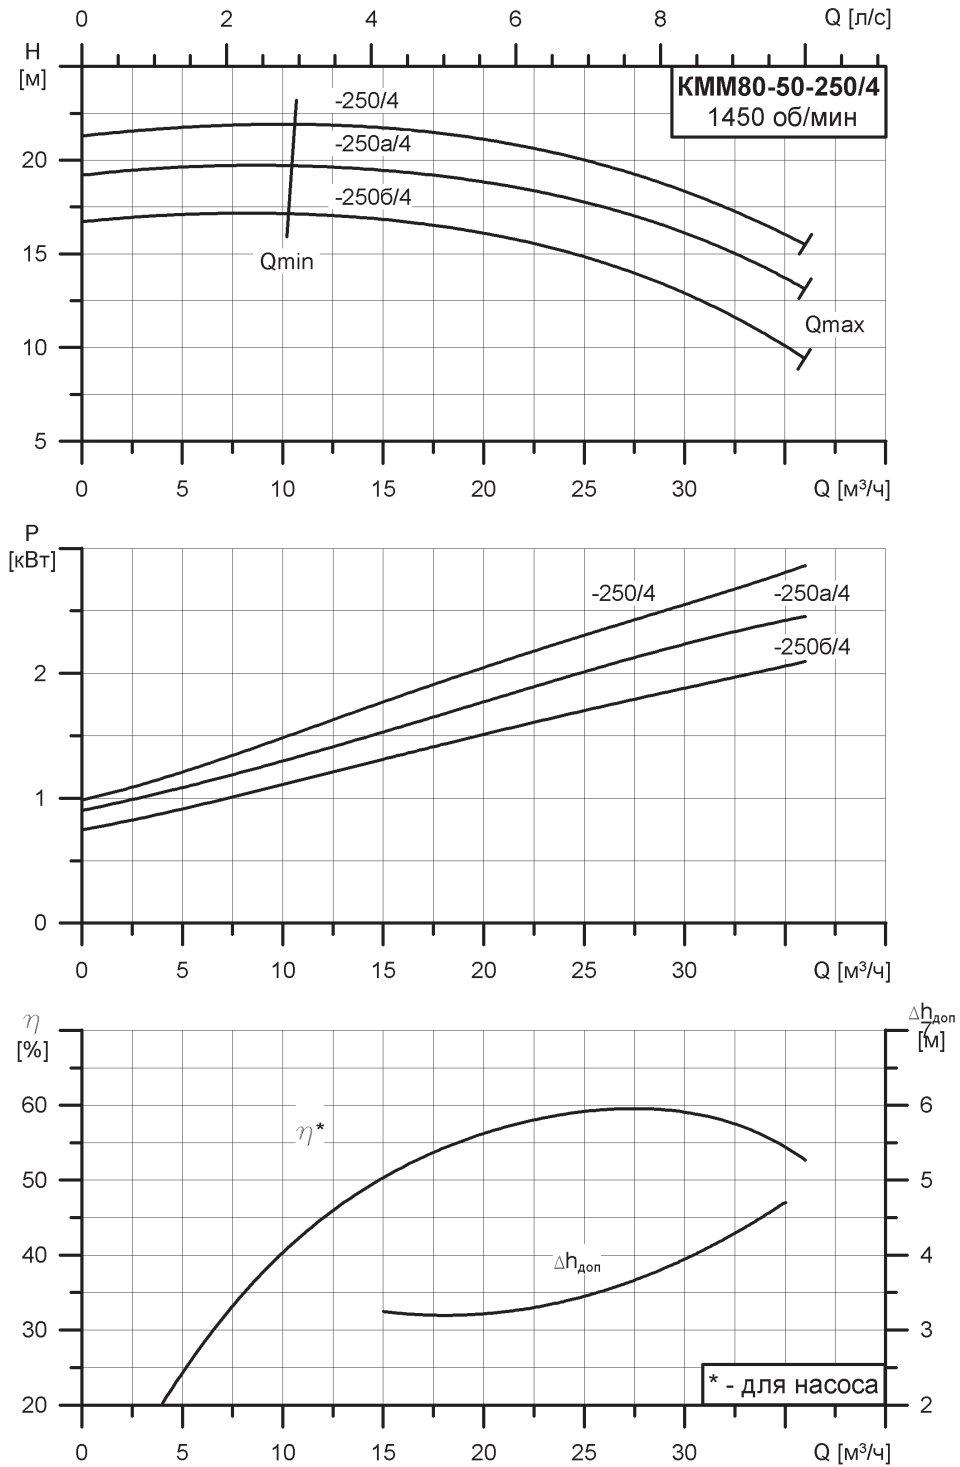 0 2 4 6 8 Q [л/с]
H
[м]
КММ80-50-250/4
1450 об/мин
-250/4
-250а/4
-250б/4
20
15
10
5
Qmin
Qmax
0 5 10 15 20 25 30 Q [м³/ч]
P
[кВт]
-250/4
-250а/4
-250б/4
2
1
0
0 5 10 15 20 25 30 Q [м³/ч]
η
[%]
Δhдоп
7
[м]
60
50
40
30
20
η*
Δhдоп
6
5
4
3
2
* - для насоса
0 5 10 15 20 25 30 Q [м³/ч]